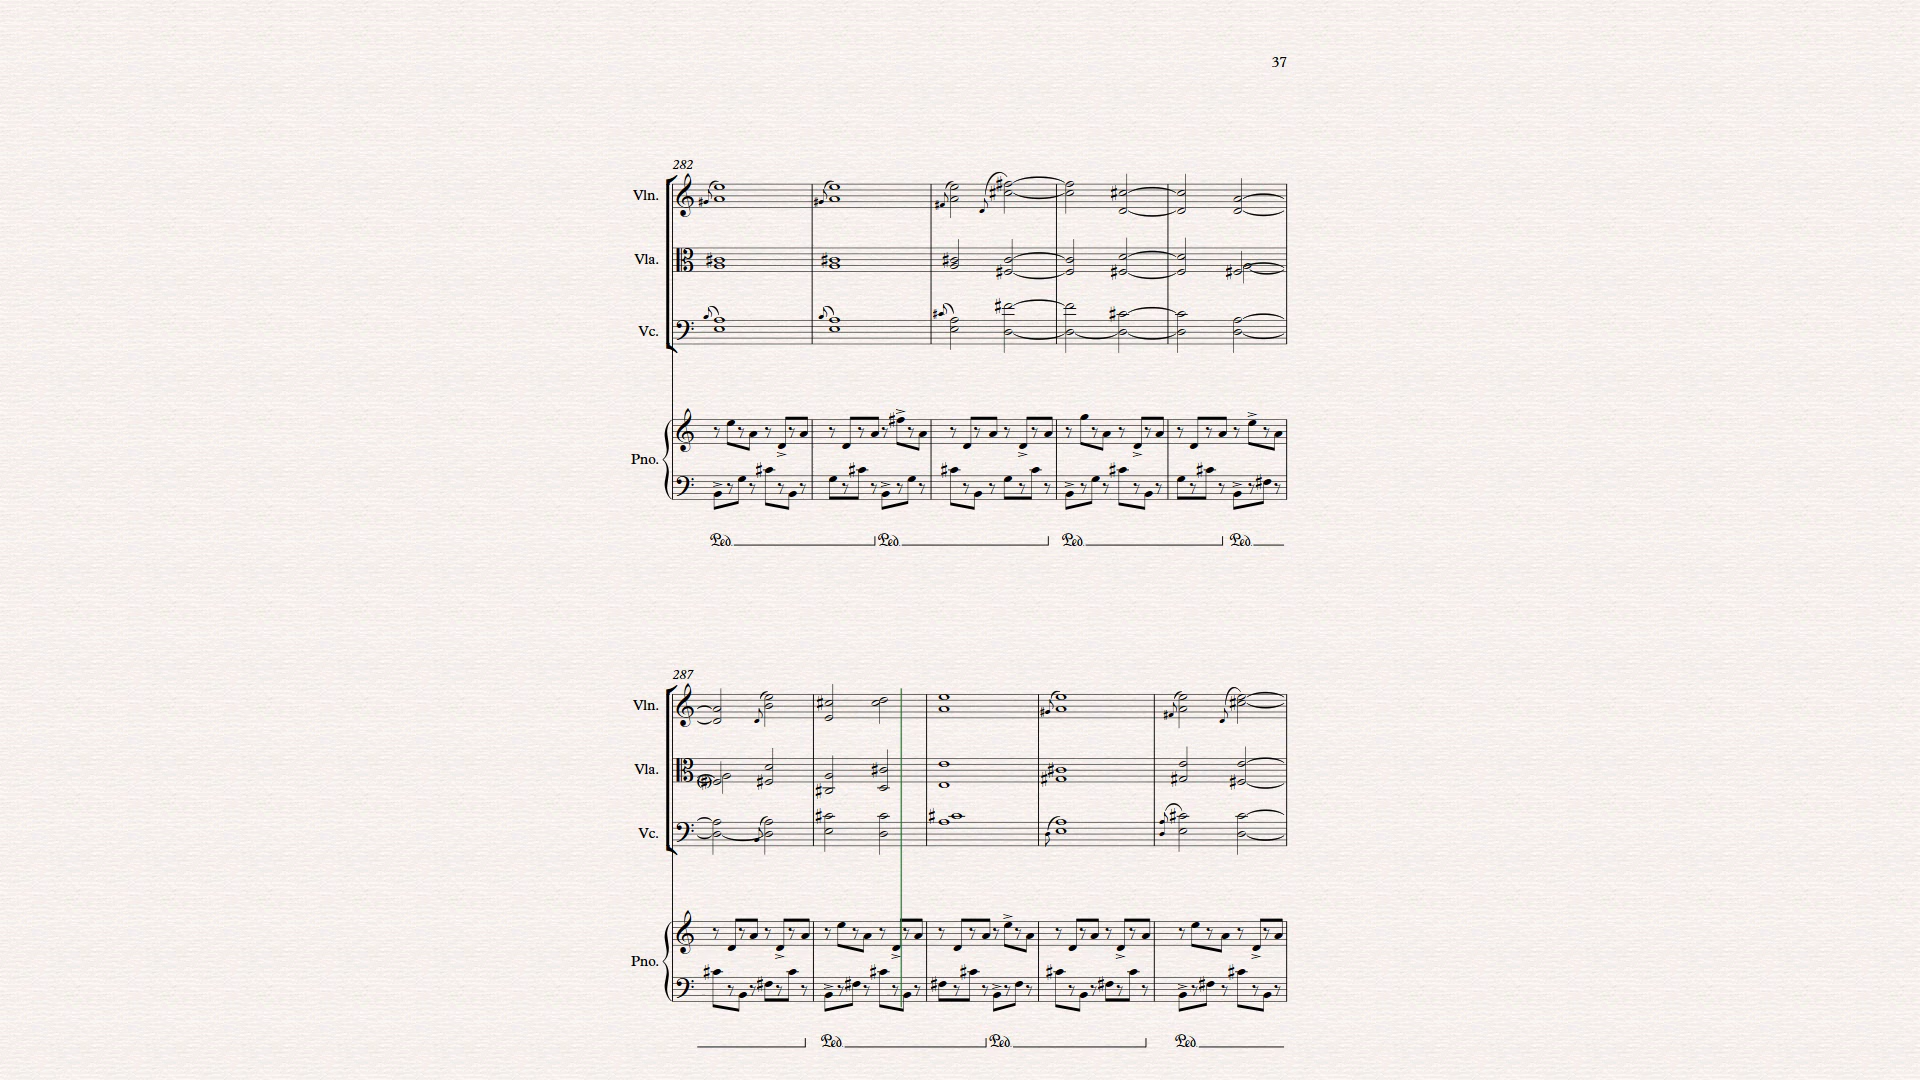 37
282
Vln.
Vla.
Vc.
Pno.
Ped Ped Ped Ped
287
Vln.
Vla.
Vc.
Pno.
Ped Ped Ped